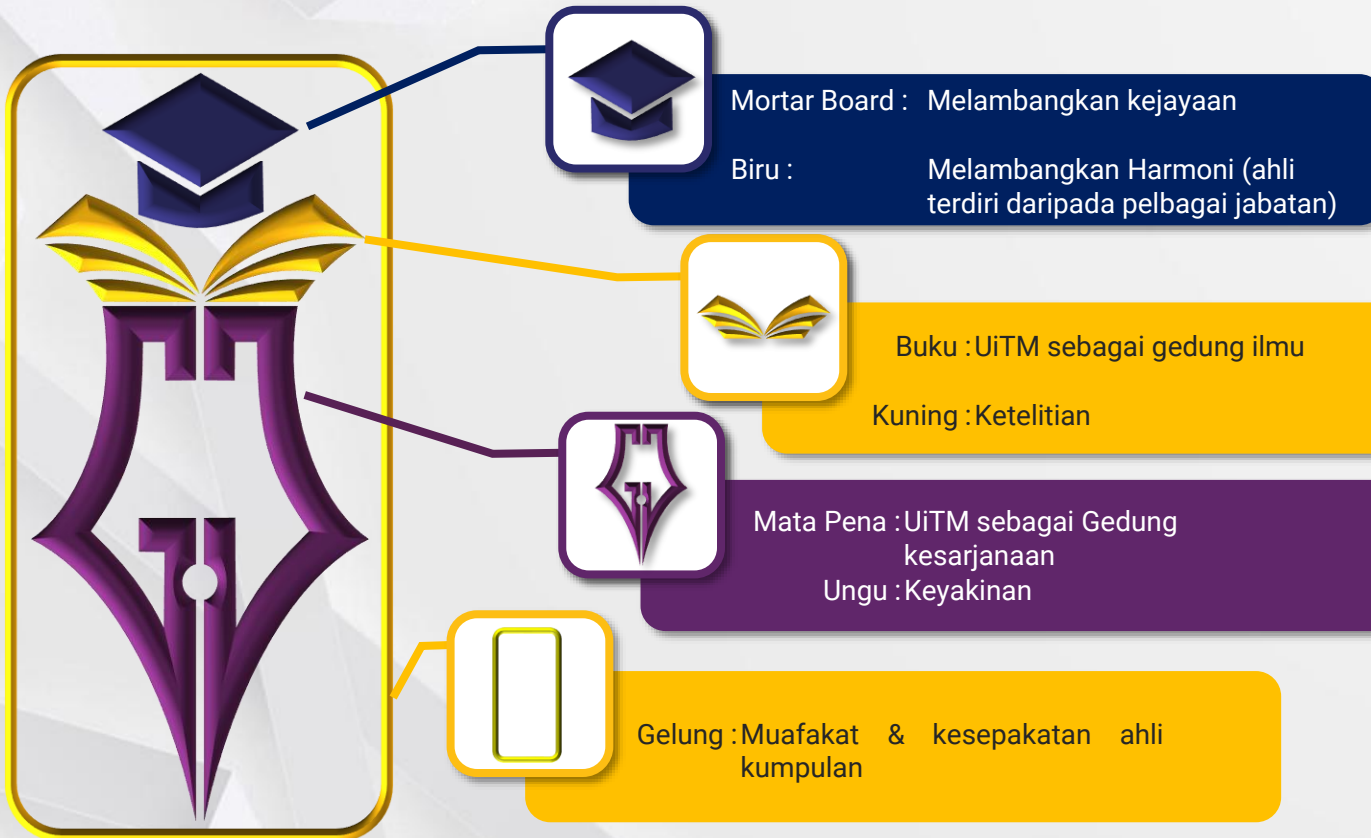 Mortar Board : Melambangkan kejayaan
Biru : Melambangkan Harmoni (ahli
terdiri daripada pelbagai jabatan)
Buku : UiTM sebagai gedung ilmu
Kuning : Ketelitian
Mata Pena : UiTM sebagai Gedung
kesarjanaan
Ungu : Keyakinan
Gelung : Muafakat & kesepakatan ahli
kumpulan